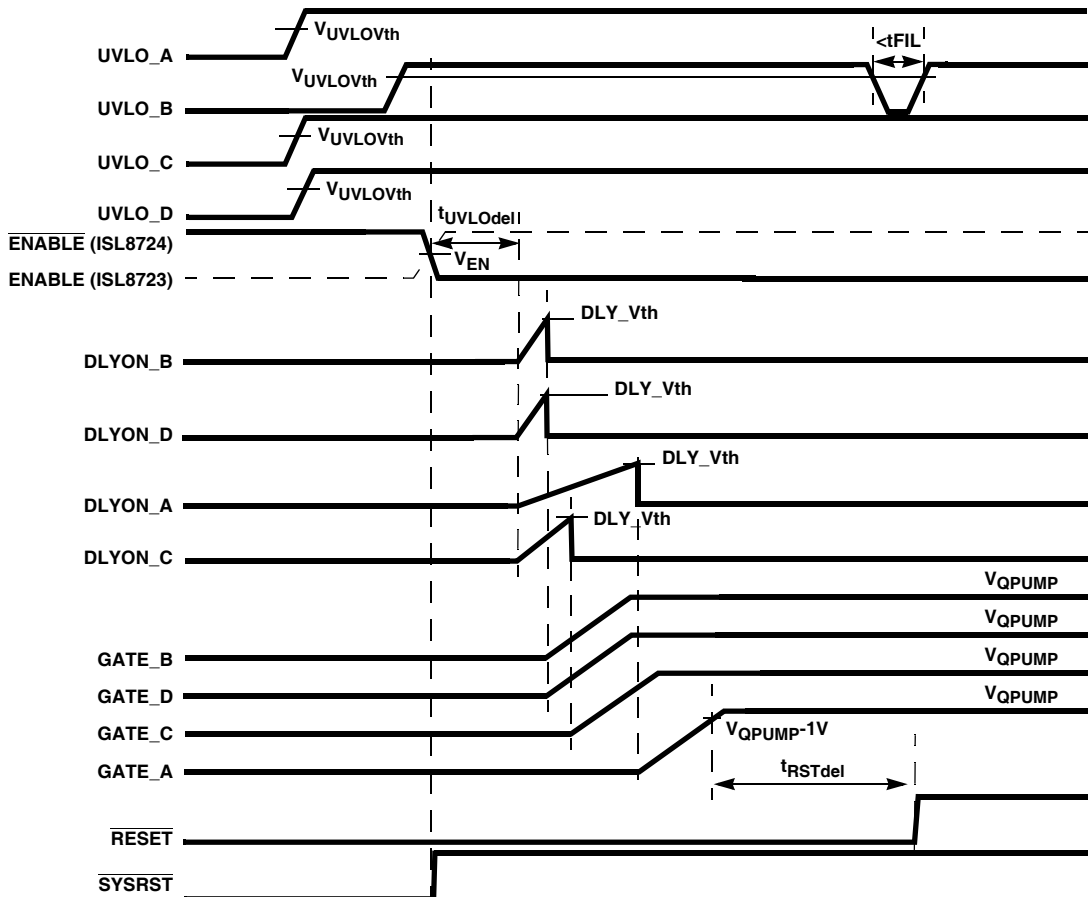 UVLO_A
VUVLOVth
<tFIL
UVLO_B
VUVLOVth
UVLO_C
VUVLOVth
UVLO_D
VUVLOVth
tUVLOdel
ENABLE (ISL8724)
VEN
ENABLE (ISL8723)
DLY_Vth
DLYON_B
DLY_Vth
DLYON_D
DLY_Vth
DLYON_A
DLY_Vth
DLYON_C
VQPUMP
GATE_B
VQPUMP
GATE_D
VQPUMP
GATE_C
VQPUMP
VQPUMP-1V
GATE_A
tRSTdel
RESET
SYSRST